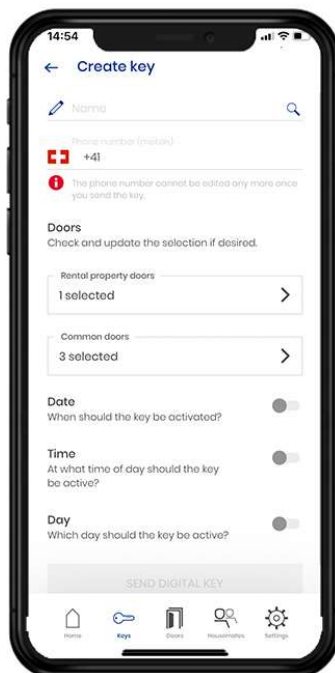 14:54
Create key
Name
Phone number (mobile)
+41
The phone number cannot be edited any more once
you send the key.
Doors
Check and update the selection if desired.
Rental property doors
1 selected
Common doors
3 selected
Date
When should the key be activated?
Time
At what time of day should the key
be active?
Day
Which day should the key be active?
SEND DIGITAL KEY
Home
Keys
Doors
Housemates
Settings